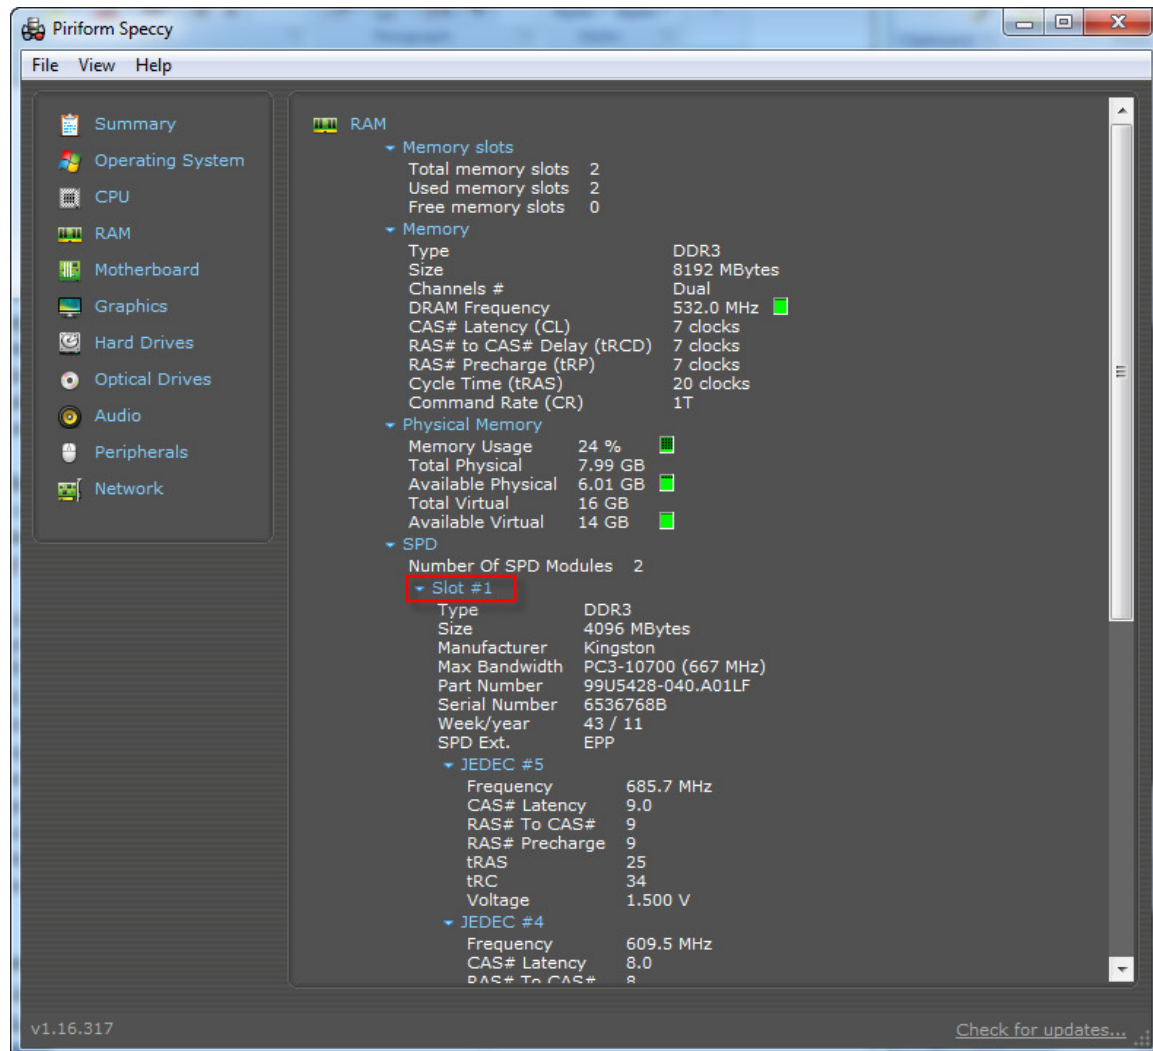 Piriform Speccy
File View Help
Summary
Operating System
CPU
RAM
Motherboard
Graphics
Hard Drives
Optical Drives
Audio
Peripherals
Network
RAM
Memory slots
Total memory slots 2
Used memory slots 2
Free memory slots 0
Memory
Type DDR3
Size 8192 MBytes
Channels # Dual
DRAM Frequency 532.0 MHz
CAS# Latency (CL) 7 clocks
RAS# to CAS# Delay (tRCD) 7 clocks
RAS# Precharge (tRP) 7 clocks
Cycle Time (tRAS) 20 clocks
Command Rate (CR) 1T
Physical Memory
Memory Usage 24 %
Total Physical 7.99 GB
Available Physical 6.01 GB
Total Virtual 16 GB
Available Virtual 14 GB
SPD
Number Of SPD Modules 2
Slot #1
Type DDR3
Size 4096 MBytes
Manufacturer Kingston
Max Bandwidth PC3-10700 (667 MHz)
Part Number 99U5428-040.A01LF
Serial Number 6536768B
Week/year 43 / 11
SPD Ext. EPP
JEDEC #5
Frequency 685.7 MHz
CAS# Latency 9.0
RAS# To CAS# 9
RAS# Precharge 9
tRAS 25
tRC 34
Voltage 1.500 V
JEDEC #4
Frequency 609.5 MHz
CAS# Latency 8.0
RAS# To CAS# 8
v1.16.317
Check for updates...